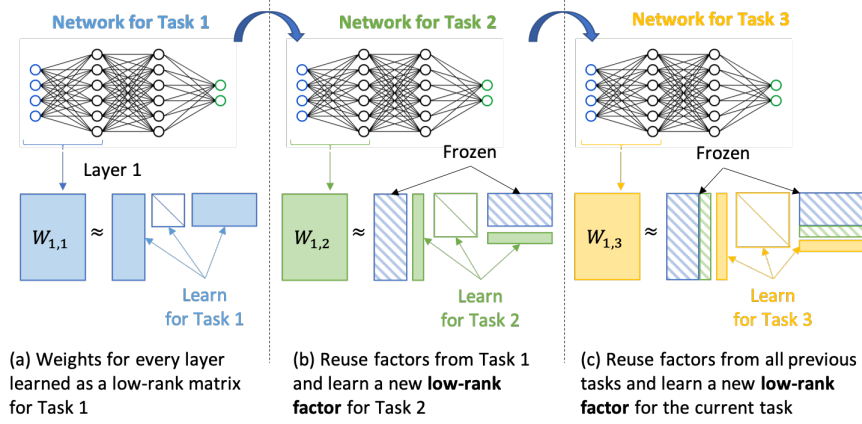 Network for Task 1
Network for Task 2
Network for Task 3
Layer 1
Frozen
Frozen
W₁,₁ ≈
W₁,₂ ≈
W₁,₃ ≈
Learn
for Task 1
Learn
for Task 2
Learn
for Task 3
(a) Weights for every layer
learned as a low-rank matrix
for Task 1
(b) Reuse factors from Task 1
and learn a new low-rank
factor for Task 2
(c) Reuse factors from all previous
tasks and learn a new low-rank
factor for the current task